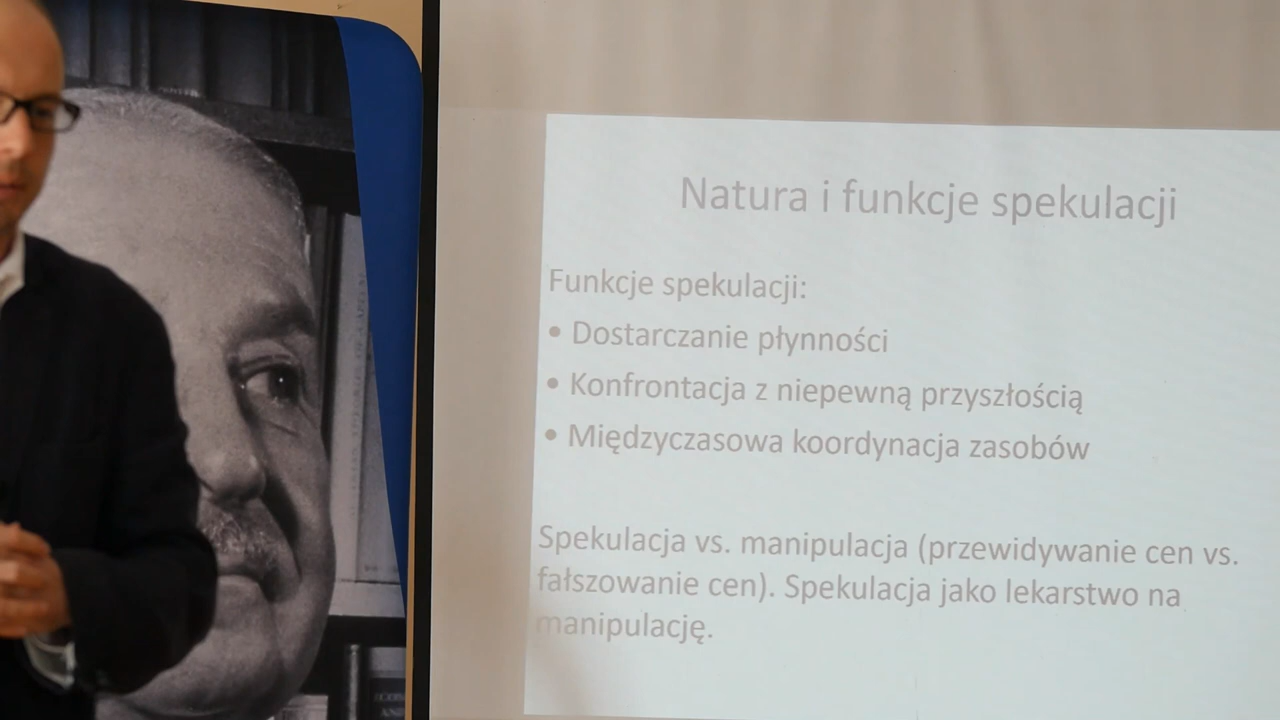 Natura i funkcje spekulacji
Funkcje spekulacji:
• Dostarczanie płynności
• Konfrontacja z niepewną przyszłością
• Międzyczasowa koordynacja zasobów
Spekulacja vs. manipulacja (przewidywanie cen vs.
fałszowanie cen). Spekulacja jako lekarstwo na
manipulację.